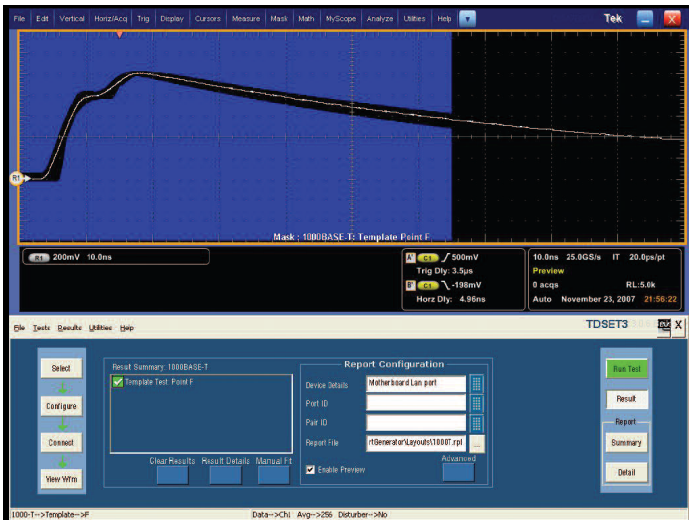 File Edit Vertical Horiz/Acq Trig Display Cursors Measure Mask Math MyScope Analyze Utilities Help Tek X
R1
Mask : 1000BASE-T: Template Point F
R1 200mV 10.0ns
A' C1 500mV
Trig Dly: 3.5µs
B' C1 -198mV
Horz Dly: 4.96ns
10.0ns 25.0GS/s IT 20.0ps/pt
Preview
0 acqs RL:5.0k
Auto November 23, 2007 21:56:22
File Tests Results Utilities Help TDSET3 X
Select
Configure
Connect
View Wfm
Result Summary: 1000BASE-T
Template Test: Point F
Clear Results Result Details Manual Fit
Report Configuration
Device Details Motherboard Lan port
Port ID
Pair ID
Report File rtGenerator\Layouts\1000T.rpt ...
Enable Preview
Advanced
Run Test
Result
Report
Summary
Detail
1000-T-->Template-->F Data-->Ch1 Avg-->256 Disturber-->No